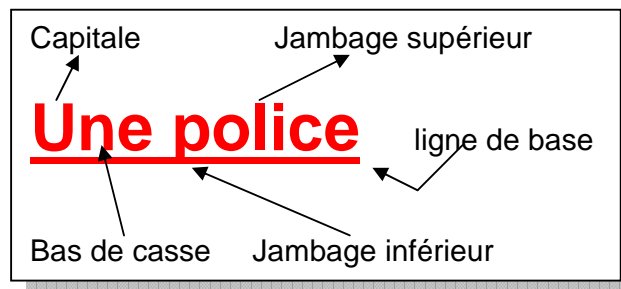 Capitale Jambage supérieur
Une police
ligne de base
Bas de casse Jambage inférieur